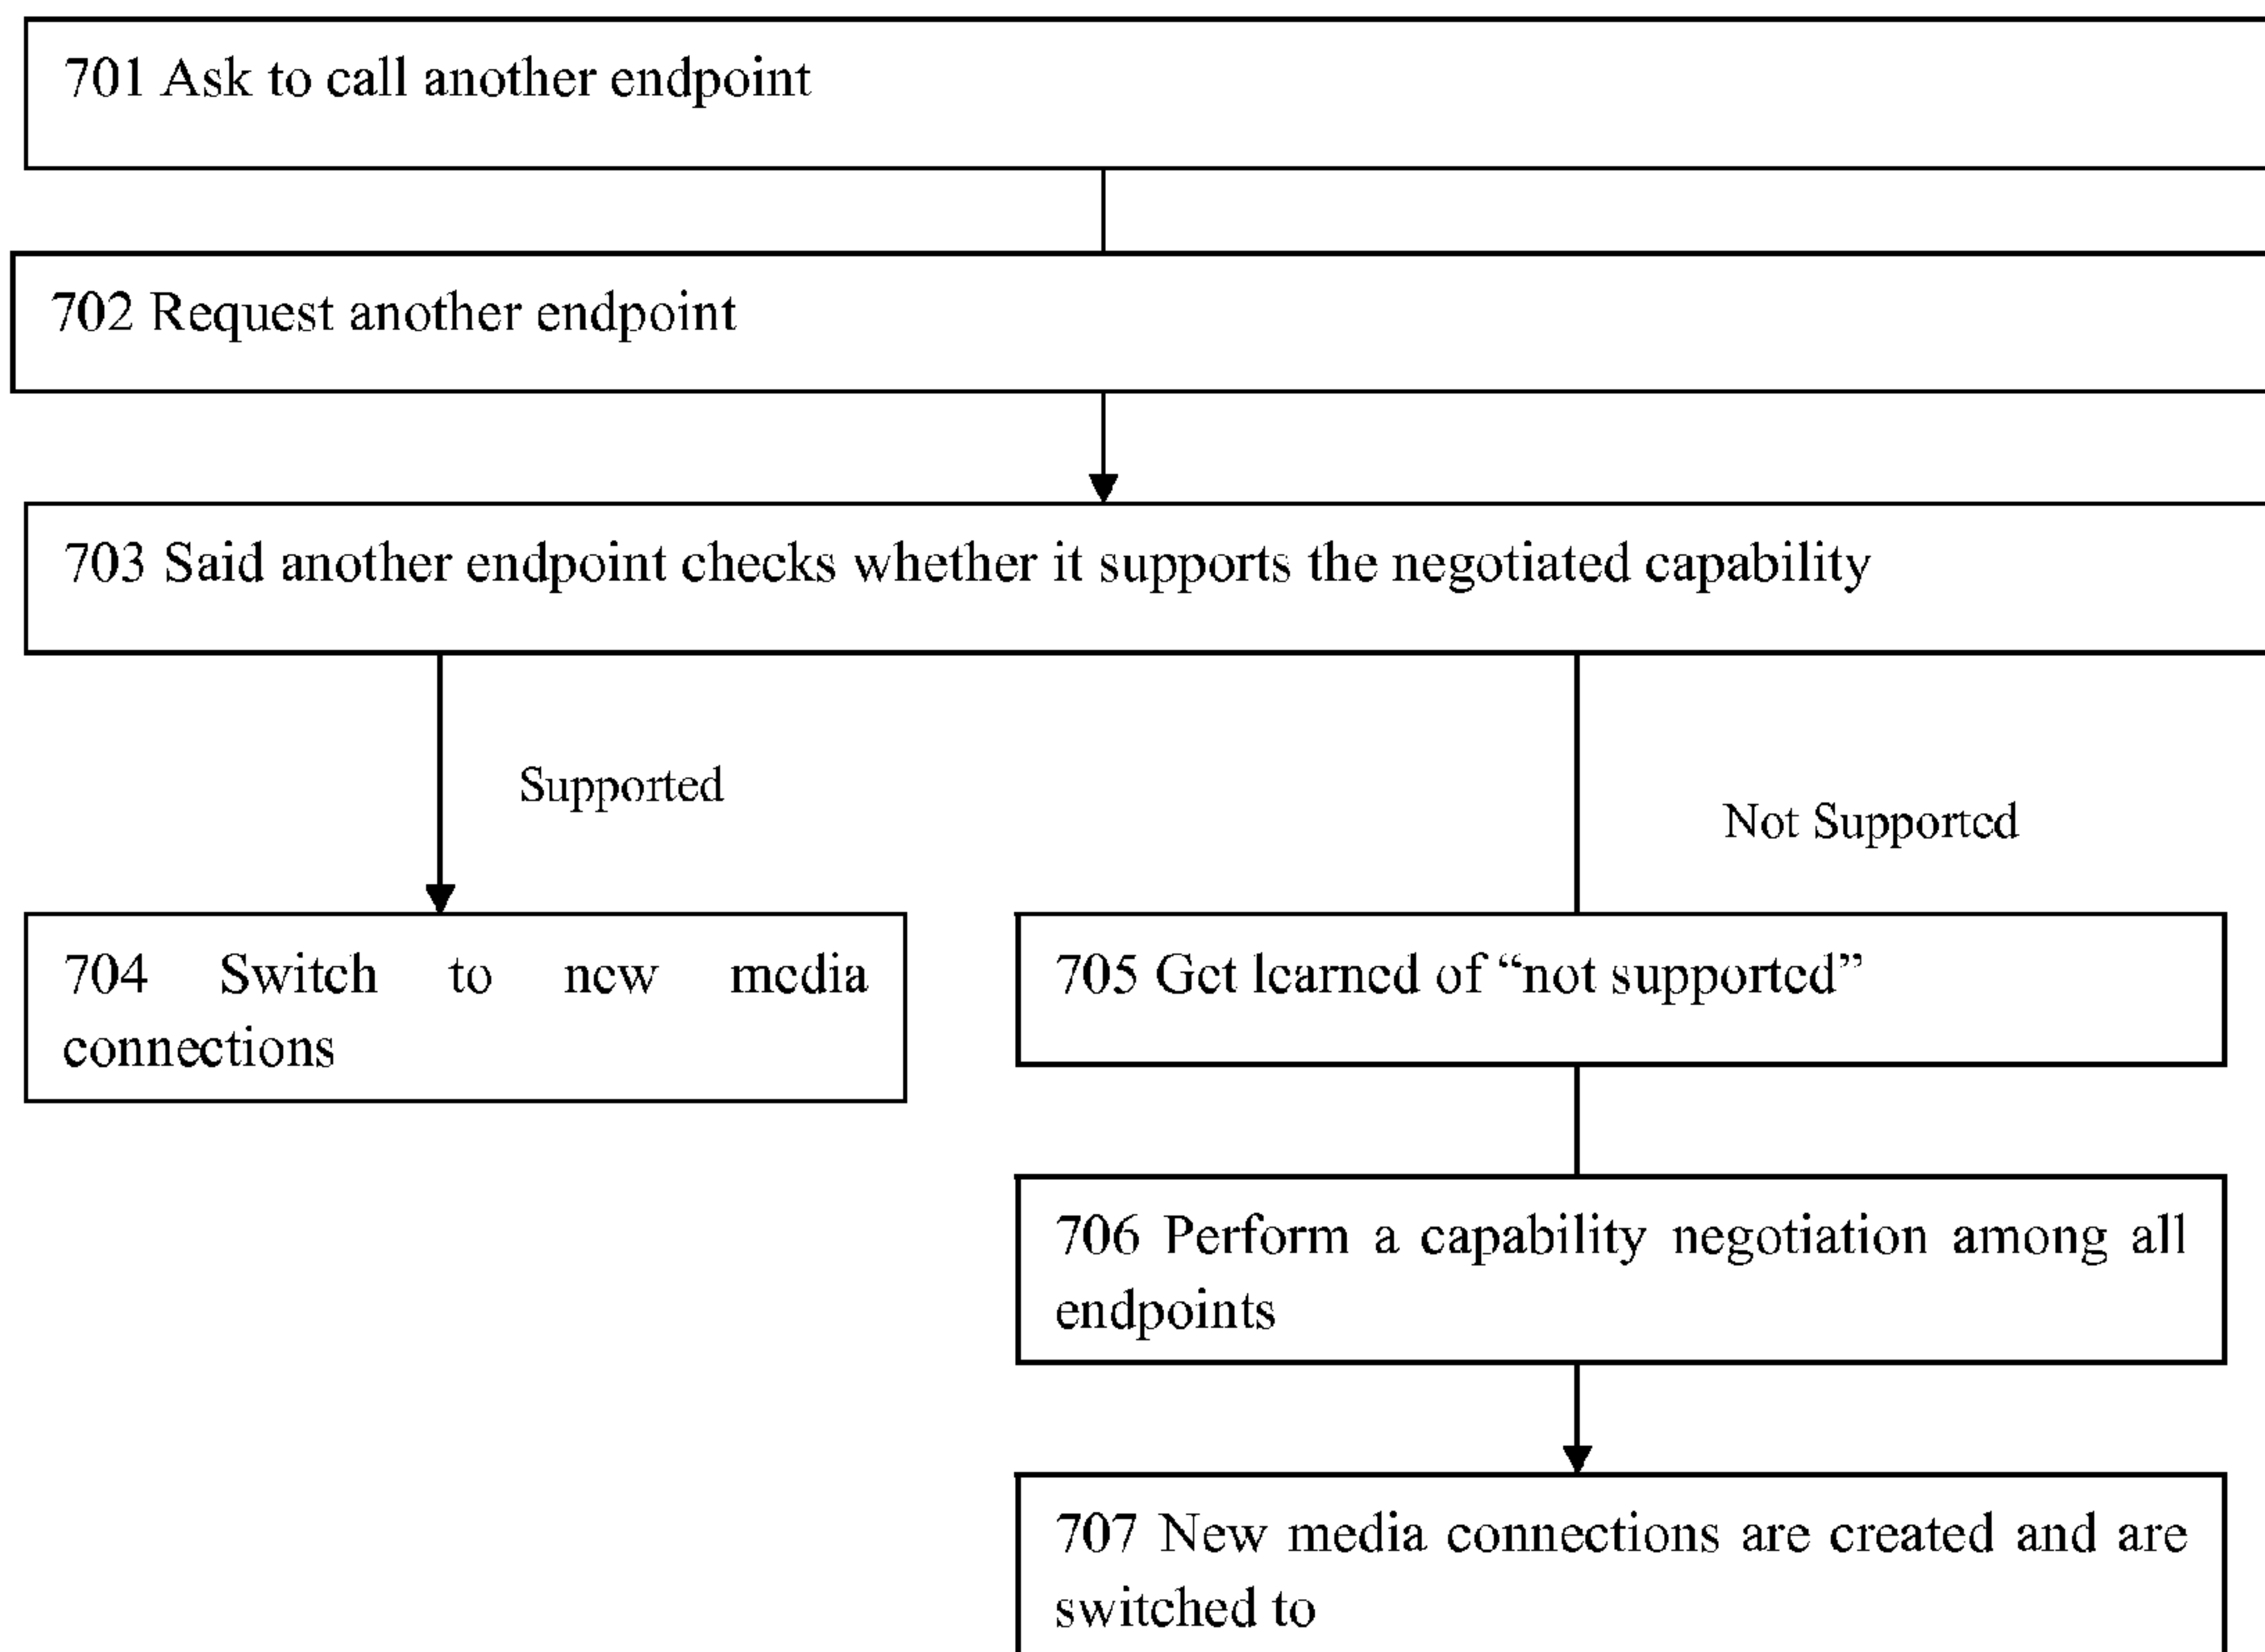 701 Ask to call another endpoint
702 Request another endpoint
703 Said another endpoint checks whether it supports the negotiated capability
Supported
Not Supported
704 Switch to new media
connections
705 Get learned of “not supported”
706 Perform a capability negotiation among all
endpoints
707 New media connections are created and are
switched to